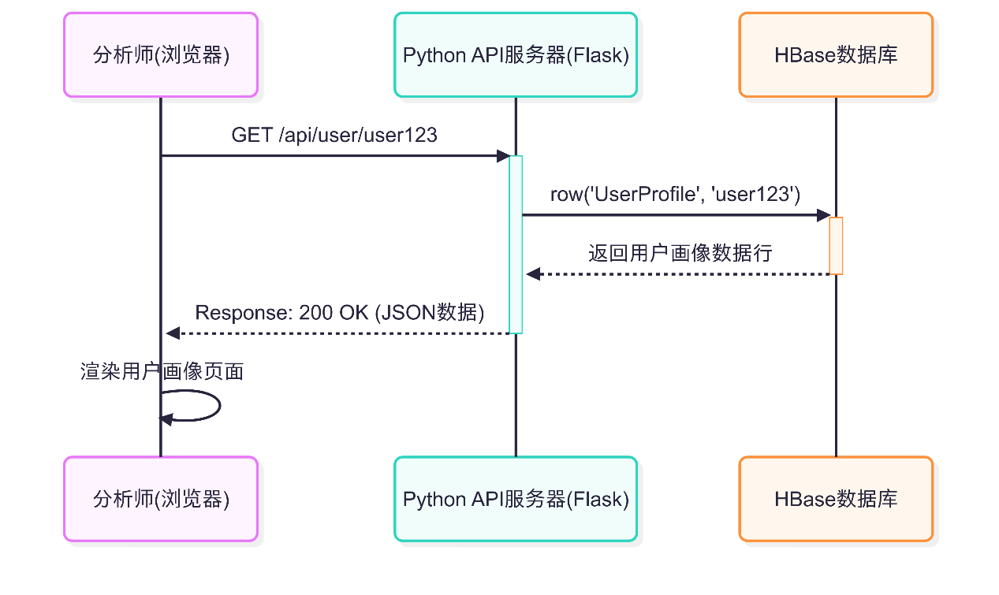 分析师(浏览器)
Python API服务器(Flask)
HBase数据库
GET /api/user/user123
row('UserProfile', 'user123')
返回用户画像数据行
Response: 200 OK (JSON数据)
渲染用户画像页面
分析师(浏览器)
Python API服务器(Flask)
HBase数据库